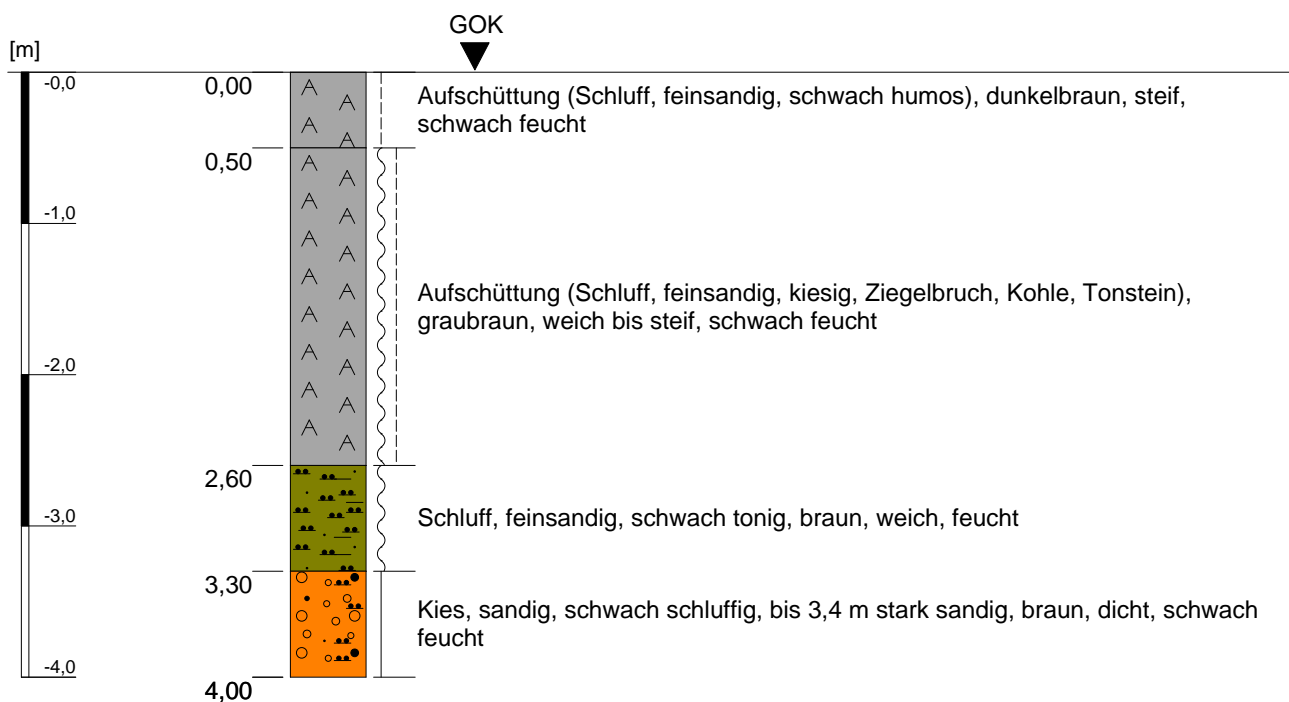 GOK
[m]
-0,0
0,00
Aufschüttung (Schluff, feinsandig, schwach humos), dunkelbraun, steif,
schwach feucht
0,50
-1,0
Aufschüttung (Schluff, feinsandig, kiesig, Ziegelbruch, Kohle, Tonstein),
graubraun, weich bis steif, schwach feucht
-2,0
2,60
Schluff, feinsandig, schwach tonig, braun, weich, feucht
-3,0
3,30
Kies, sandig, schwach schluffig, bis 3,4 m stark sandig, braun, dicht, schwach
feucht
-4,0
4,00